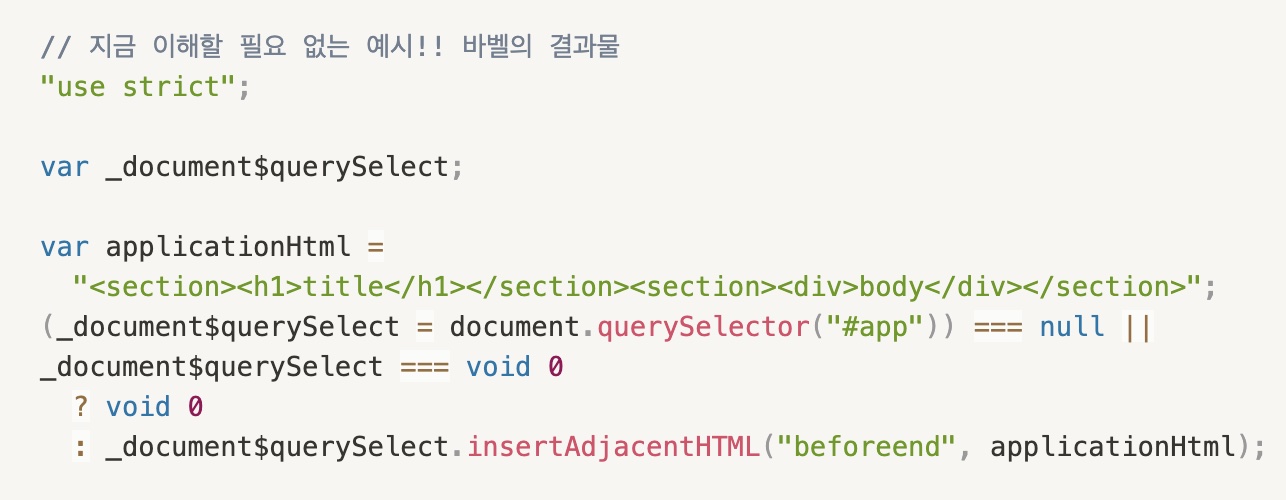 // 지금 이해할 필요 없는 예시!! 바벨의 결과물
"use strict";
var _document$querySelect;
var applicationHtml =
"<section><h1>title</h1></section><section><div>body</div></section>";
(_document$querySelect = document.querySelector("#app")) === null ||
_document$querySelect === void 0
? void 0
: _document$querySelect.insertAdjacentHTML("beforeend", applicationHtml);